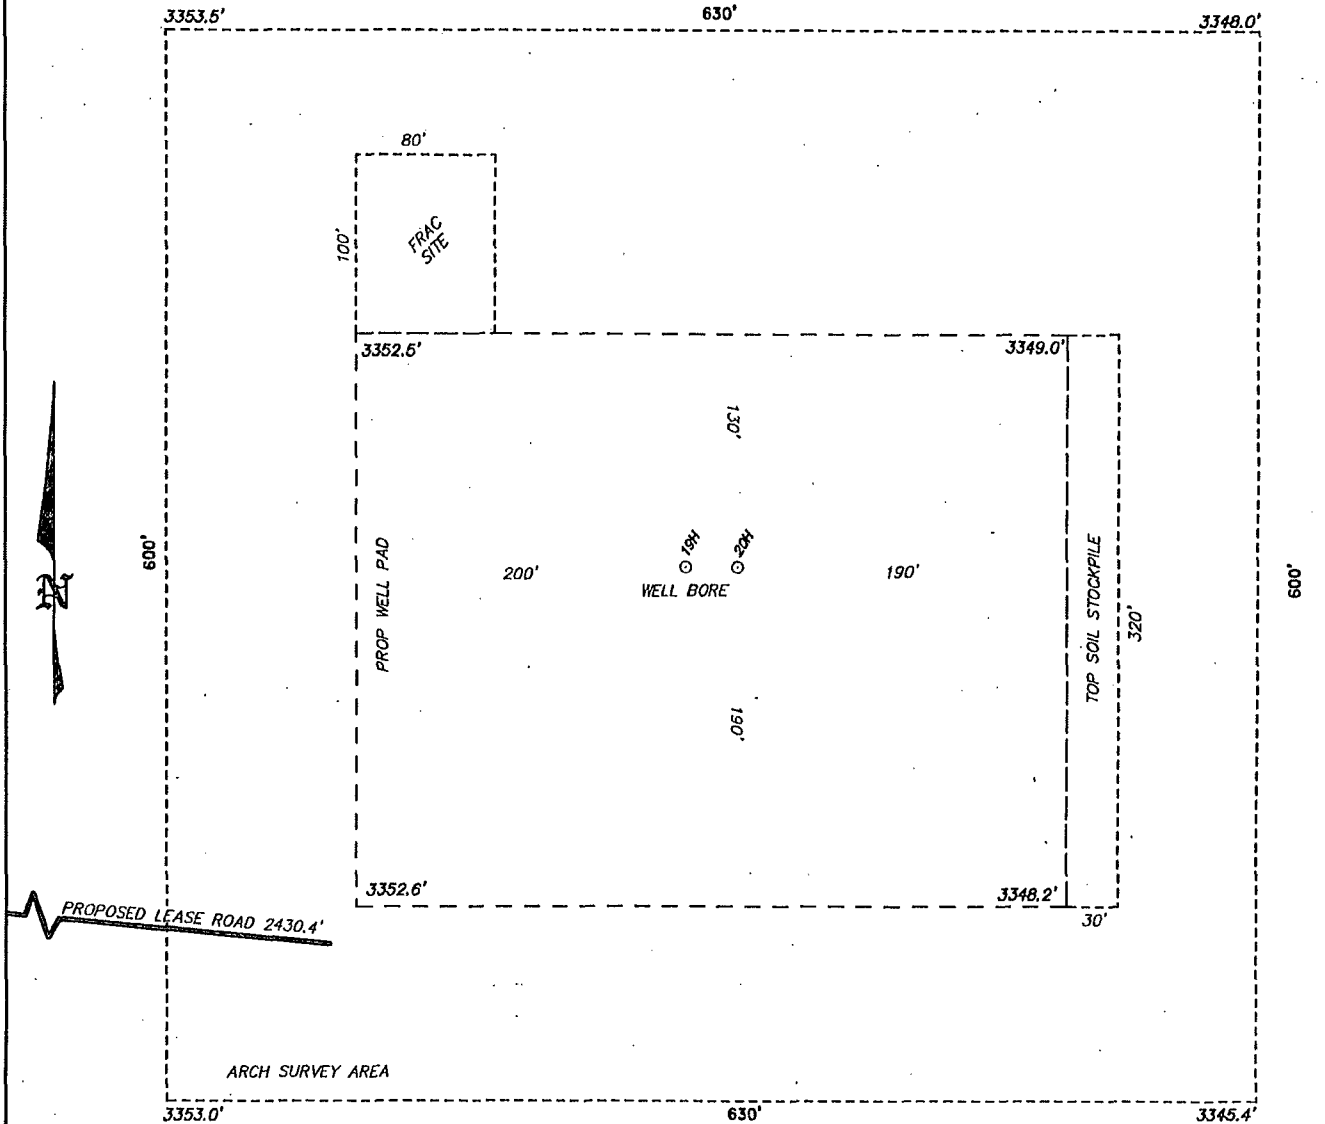 3353.5'
630'
3348.0'
80'
100'
FRAC
SITE
3352.5'
3349.0'
130'
600'
N
PROP WELL PAD
200'
19H
20H
WELL BORE
190'
TOP SOIL STOCKPILE
320'
600'
190'
3352.6'
3348.2'
30'
PROPOSED LEASE ROAD 2430.4'
ARCH SURVEY AREA
3353.0'
630'
3345.4'